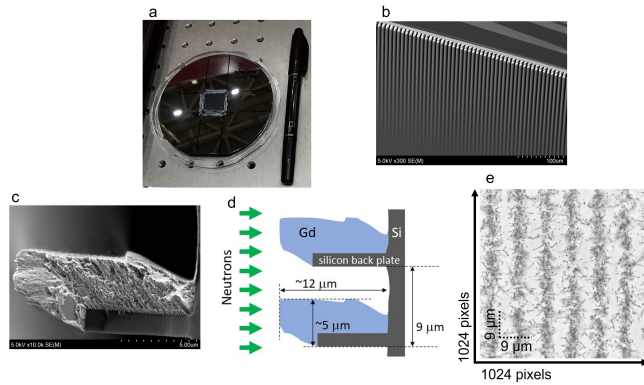 a
b
5.0kV x300 SE(M)
100um
c
5.0kV x10.0k SE(M)
5.00um
d
Neutrons
Gd
Si
silicon back plate
~12 μm
~5 μm
9 μm
e
1024 pixels
9 μm
9 μm
1024 pixels